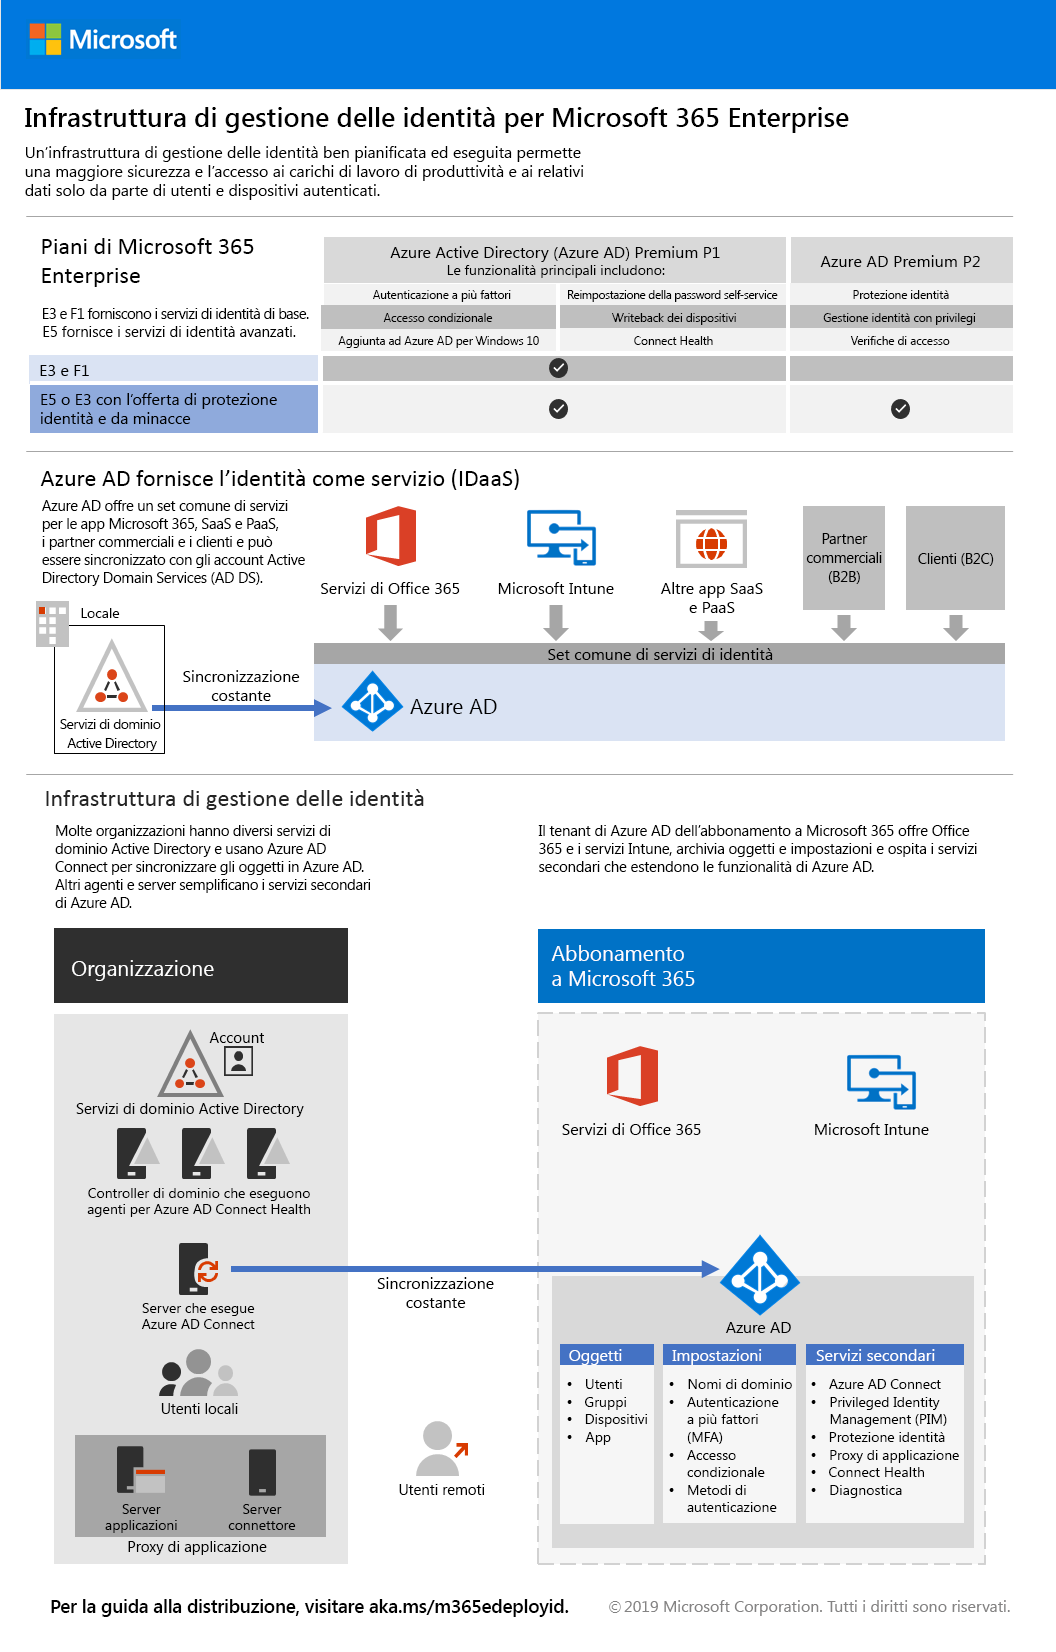 Microsoft
Infrastruttura di gestione delle identità per Microsoft 365 Enterprise
Un'infrastruttura di gestione delle identità ben pianificata ed eseguita permette
una maggiore sicurezza e l'accesso ai carichi di lavoro di produttività e ai relativi
dati solo da parte di utenti e dispositivi autenticati.
Piani di Microsoft 365
Enterprise
E3 e F1 forniscono i servizi di identità di base.
E5 fornisce i servizi di identità avanzati.
Azure Active Directory (Azure AD) Premium P1
Le funzionalità principali includono:
Azure AD Premium P2
Autenticazione a più fattori
Reimpostazione della password self-service
Protezione identità
Accesso condizionale
Writeback dei dispositivi
Gestione identità con privilegi
Aggiunta ad Azure AD per Windows 10
Connect Health
Verifiche di accesso
E3 e F1
E5 o E3 con l'offerta di protezione
identità e da minacce
Azure AD fornisce l'identità come servizio (IDaaS)
Azure AD offre un set comune di servizi
per le app Microsoft 365, SaaS e PaaS,
i partner commerciali e i clienti e può
essere sincronizzato con gli account Active
Directory Domain Services (AD DS).
Servizi di Office 365
Microsoft Intune
Altre app SaaS
e PaaS
Partner
commerciali
(B2B)
Clienti (B2C)
Locale
Servizi di dominio
Active Directory
Sincronizzazione
costante
Set comune di servizi di identità
Azure AD
Infrastruttura di gestione delle identità
Molte organizzazioni hanno diversi servizi di
dominio Active Directory e usano Azure AD
Connect per sincronizzare gli oggetti in Azure AD.
Altri agenti e server semplificano i servizi secondari
di Azure AD.
Il tenant di Azure AD dell'abbonamento a Microsoft 365 offre Office
365 e i servizi Intune, archivia oggetti e impostazioni e ospita i servizi
secondari che estendono le funzionalità di Azure AD.
Organizzazione
Account
Servizi di dominio Active Directory
Controller di dominio che eseguono
agenti per Azure AD Connect Health
Server che esegue
Azure AD Connect
Utenti locali
Server
applicazioni
Server
connettore
Proxy di applicazione
Sincronizzazione
costante
Utenti remoti
Abbonamento
a Microsoft 365
Servizi di Office 365
Microsoft Intune
Azure AD
Oggetti
• Utenti
• Gruppi
• Dispositivi
• App
Impostazioni
• Nomi di dominio
• Autenticazione
a più fattori
(MFA)
• Accesso
condizionale
• Metodi di
autenticazione
Servizi secondari
• Azure AD Connect
• Privileged Identity
Management (PIM)
• Protezione identità
• Proxy di applicazione
• Connect Health
• Diagnostica
Per la guida alla distribuzione, visitare aka.ms/m365edeployid.
© 2019 Microsoft Corporation. Tutti i diritti sono riservati.